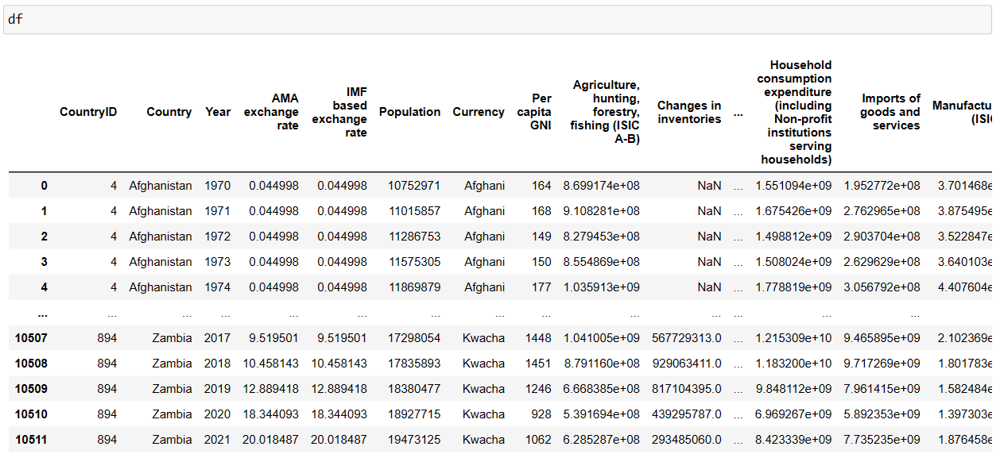 df
CountryID Country Year AMA exchange rate IMF based exchange rate Population Currency Per capita GNI Agriculture, hunting, forestry, fishing (ISIC A-B) Changes in inventories ... Household consumption expenditure (including Non-profit institutions serving households) Imports of goods and services Manufactu (ISI
0 4 Afghanistan 1970 0.044998 0.044998 10752971 Afghani 164 8.699174e+08 NaN ... 1.551094e+09 1.952772e+08 3.701468e
1 4 Afghanistan 1971 0.044998 0.044998 11015857 Afghani 168 9.108281e+08 NaN ... 1.675426e+09 2.762965e+08 3.875495e
2 4 Afghanistan 1972 0.044998 0.044998 11286753 Afghani 149 8.279453e+08 NaN ... 1.498812e+09 2.903704e+08 3.522847e
3 4 Afghanistan 1973 0.044998 0.044998 11575305 Afghani 150 8.554869e+08 NaN ... 1.508024e+09 2.629629e+08 3.640103e
4 4 Afghanistan 1974 0.044998 0.044998 11869879 Afghani 177 1.035913e+09 NaN ... 1.778819e+09 3.056792e+08 4.407604e
... ... ... ... ... ... ... ... ... ... ... ... ... ...
10507 894 Zambia 2017 9.519501 9.519501 17298054 Kwacha 1448 1.041005e+09 567729313.0 ... 1.215309e+10 9.465895e+09 2.102369e
10508 894 Zambia 2018 10.458143 10.458143 17835893 Kwacha 1451 8.791160e+08 929063411.0 ... 1.183200e+10 9.717269e+09 1.801783e
10509 894 Zambia 2019 12.889418 12.889418 18380477 Kwacha 1246 6.668385e+08 817104395.0 ... 9.848112e+09 7.961415e+09 1.582484e
10510 894 Zambia 2020 18.344093 18.344093 18927715 Kwacha 928 5.391694e+08 439295787.0 ... 6.969267e+09 5.892353e+09 1.397303e
10511 894 Zambia 2021 20.018487 20.018487 19473125 Kwacha 1062 6.285287e+08 293485060.0 ... 8.423339e+09 7.735235e+09 1.876458e